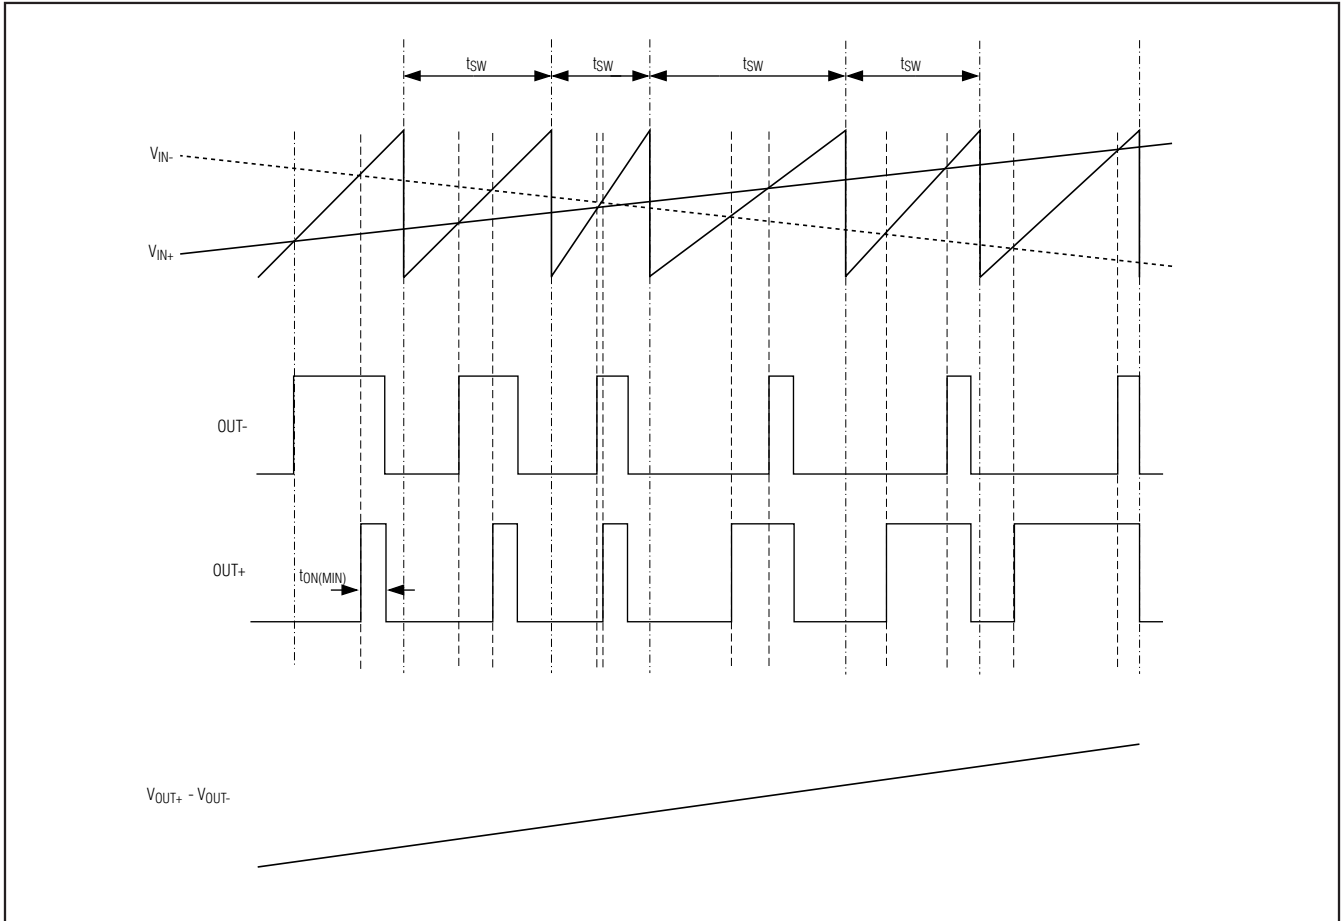 tSW tSW tSW tSW
VIN-
VIN+
OUT-
OUT+
tON(MIN)
VOUT+ - VOUT-